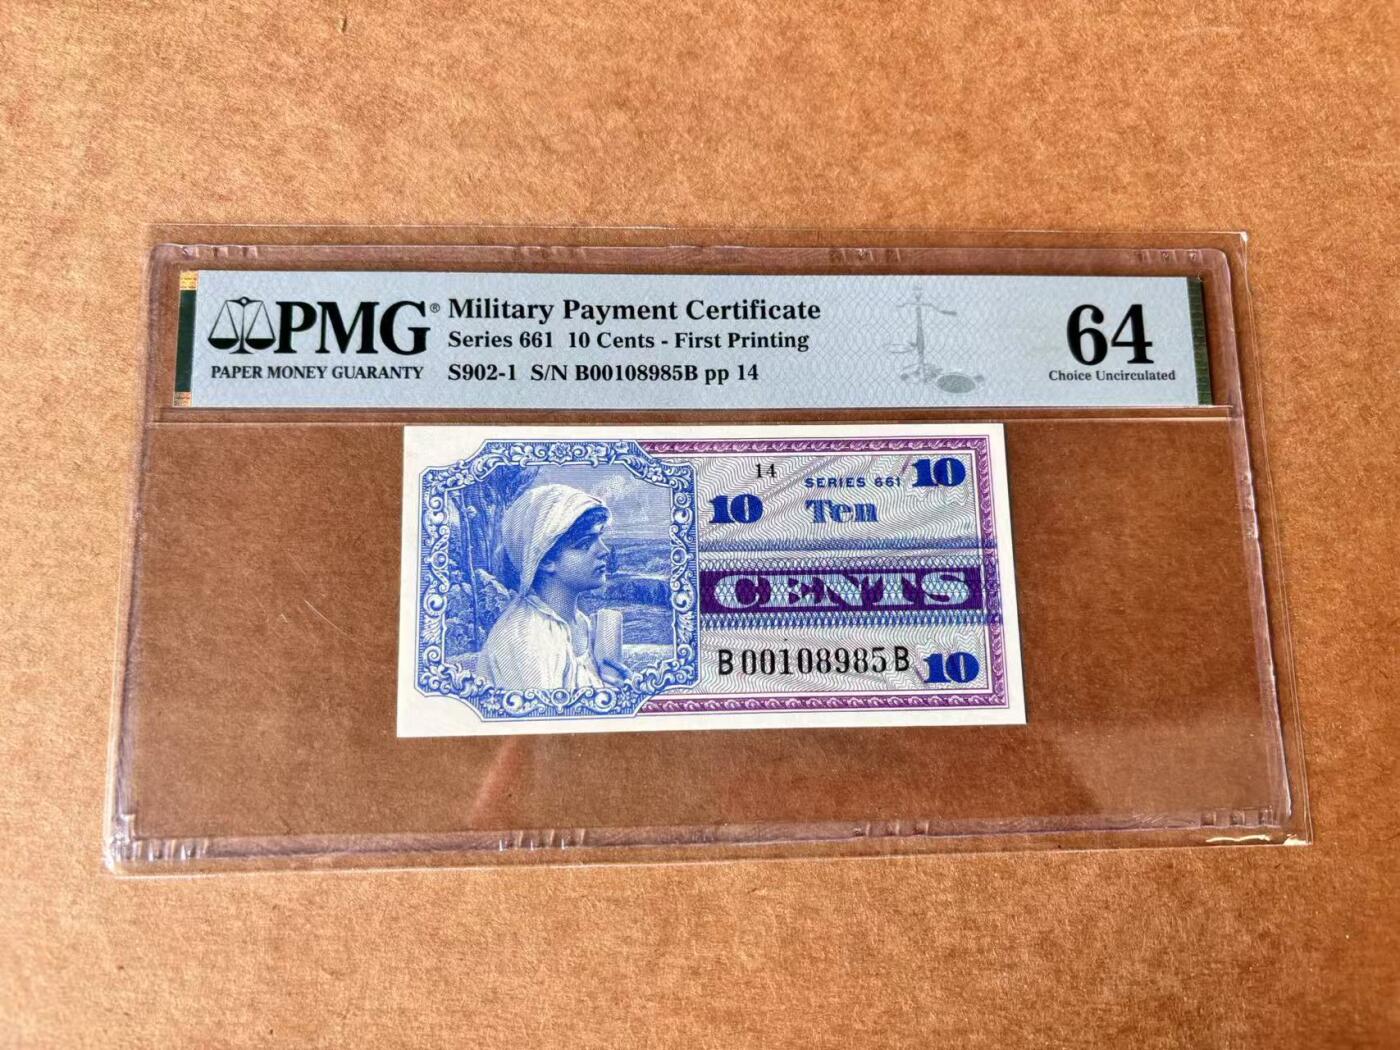 PMG®
PAPER MONEY GUARANTY
Military Payment Certificate
Series 661 10 Cents - First Printing
S902-1 S/N B00108985B pp 14
64
Choice Uncirculated
14
SERIES 661
10
10
Ten
CENTS
B00108985B
10